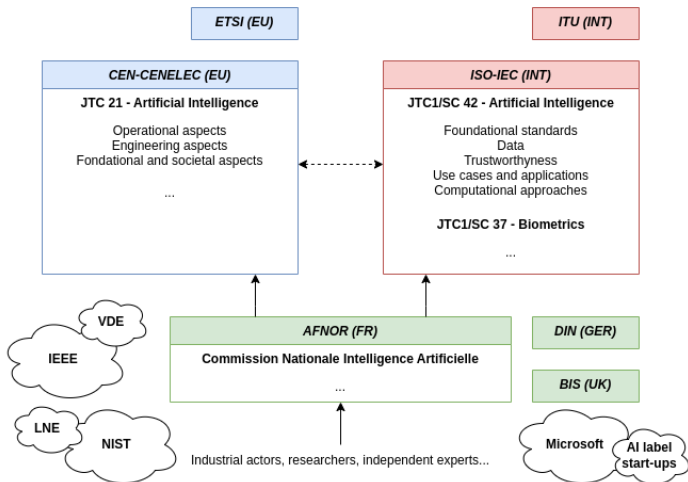 ETSI (EU)
ITU (INT)
CEN-CENELEC (EU)
JTC 21 - Artificial Intelligence
Operational aspects
Engineering aspects
Fondational and societal aspects
...
ISO-IEC (INT)
JTC1/SC 42 - Artificial Intelligence
Foundational standards
Data
Trustworthyness
Use cases and applications
Computational approaches
JTC1/SC 37 - Biometrics
...
VDE
IEEE
AFNOR (FR)
Commission Nationale Intelligence Artificielle
...
DIN (GER)
BIS (UK)
LNE
NIST
Microsoft
AI label
start-ups
Industrial actors, researchers, independent experts...